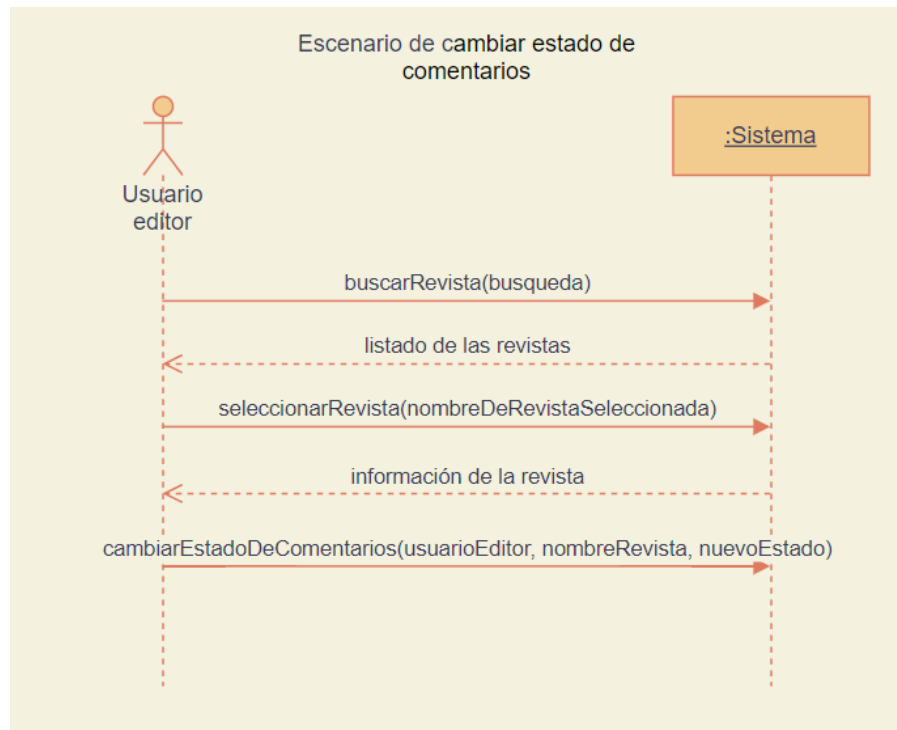 Escenario de cambiar estado de
comentarios
:Sistema
Usuario
editor
buscarRevista(busqueda)
listado de las revistas
seleccionarRevista(nombreDeRevistaSeleccionada)
información de la revista
cambiarEstadoDeComentarios(usuarioEditor, nombreRevista, nuevoEstado)